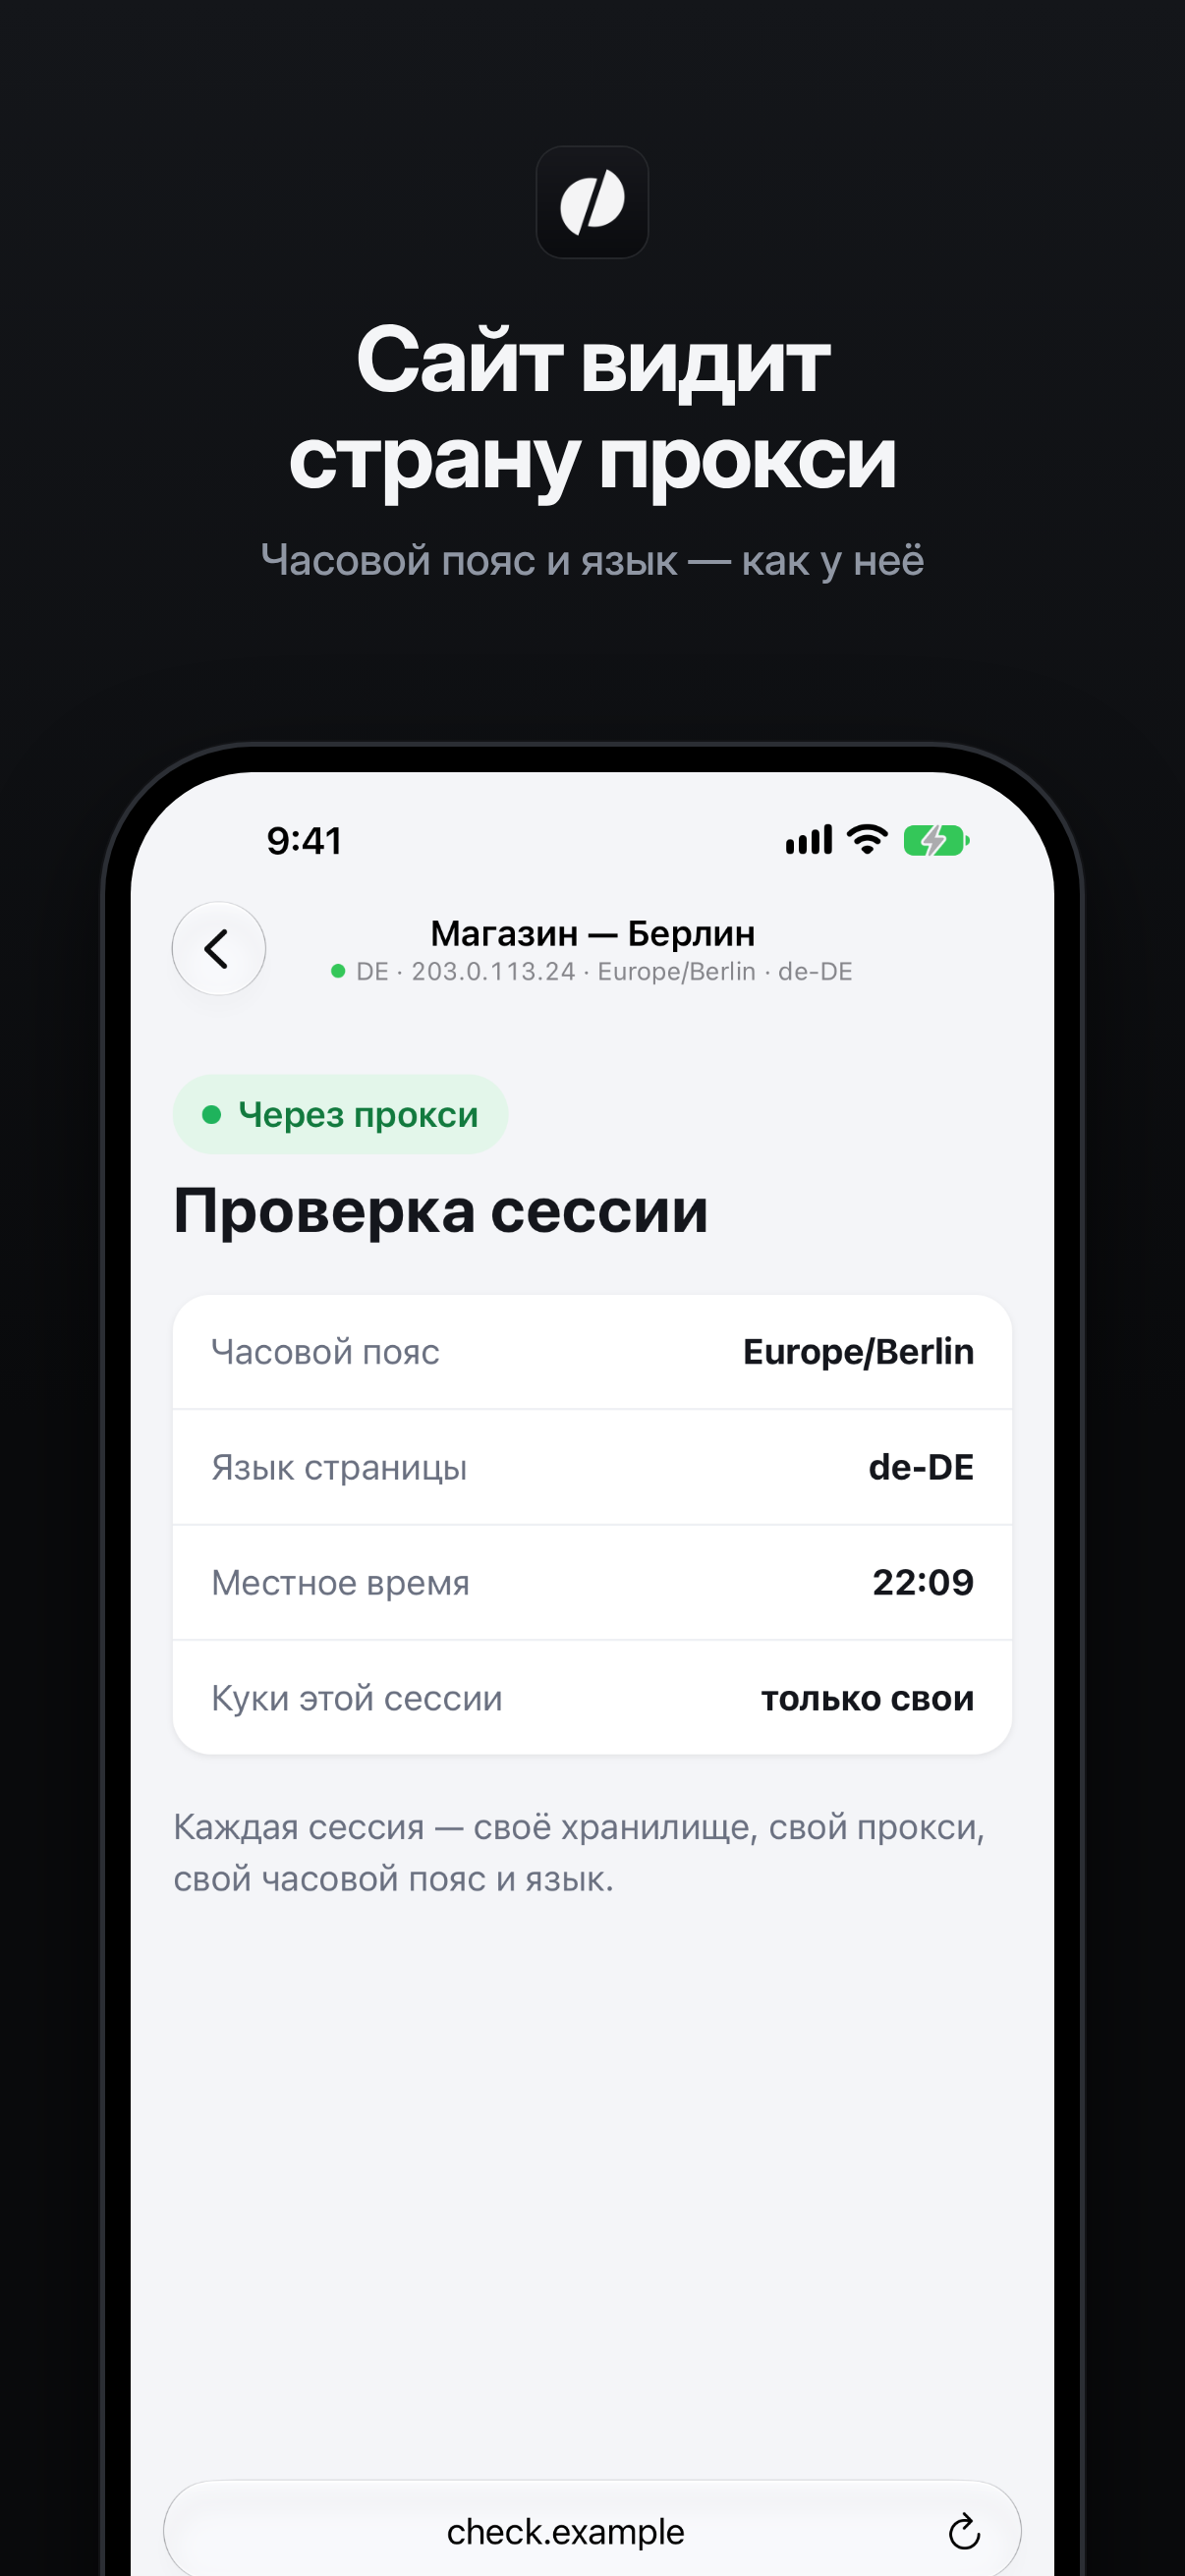 Сайт видит
страну прокси
Часовой пояс и язык — как у неё
9:41
Магазин — Берлин
DE · 203.0.113.24 · Europe/Berlin · de-DE
Через прокси
Проверка сессии
Часовой пояс Europe/Berlin
Язык страницы de-DE
Местное время 22:09
Куки этой сессии только свои
Каждая сессия — своё хранилище, свой прокси,
свой часовой пояс и язык.
check.example